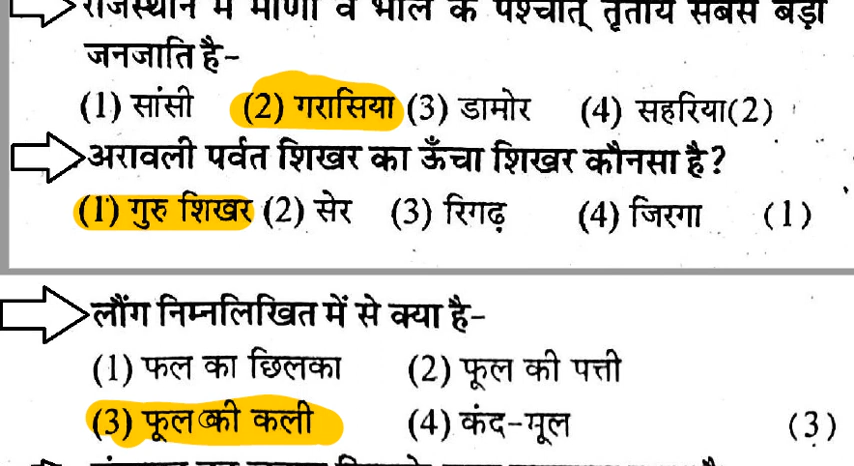 राजस्थान में मीणा व भील के पश्चात् तृतीय सबसे बड़ी
जनजाति है-
(1) सांसी (2) गरासिया (3) डामोर (4) सहरिया(2)
अरावली पर्वत शिखर का ऊँचा शिखर कौनसा है?
(1) गुरु शिखर (2) सेर (3) रिगढ़ (4) जिरगा (1)
लौंग निम्नलिखित में से क्या है-
(1) फल का छिलका (2) फूल की पत्ती
(3) फूल की कली (4) कंद-मूल (3)